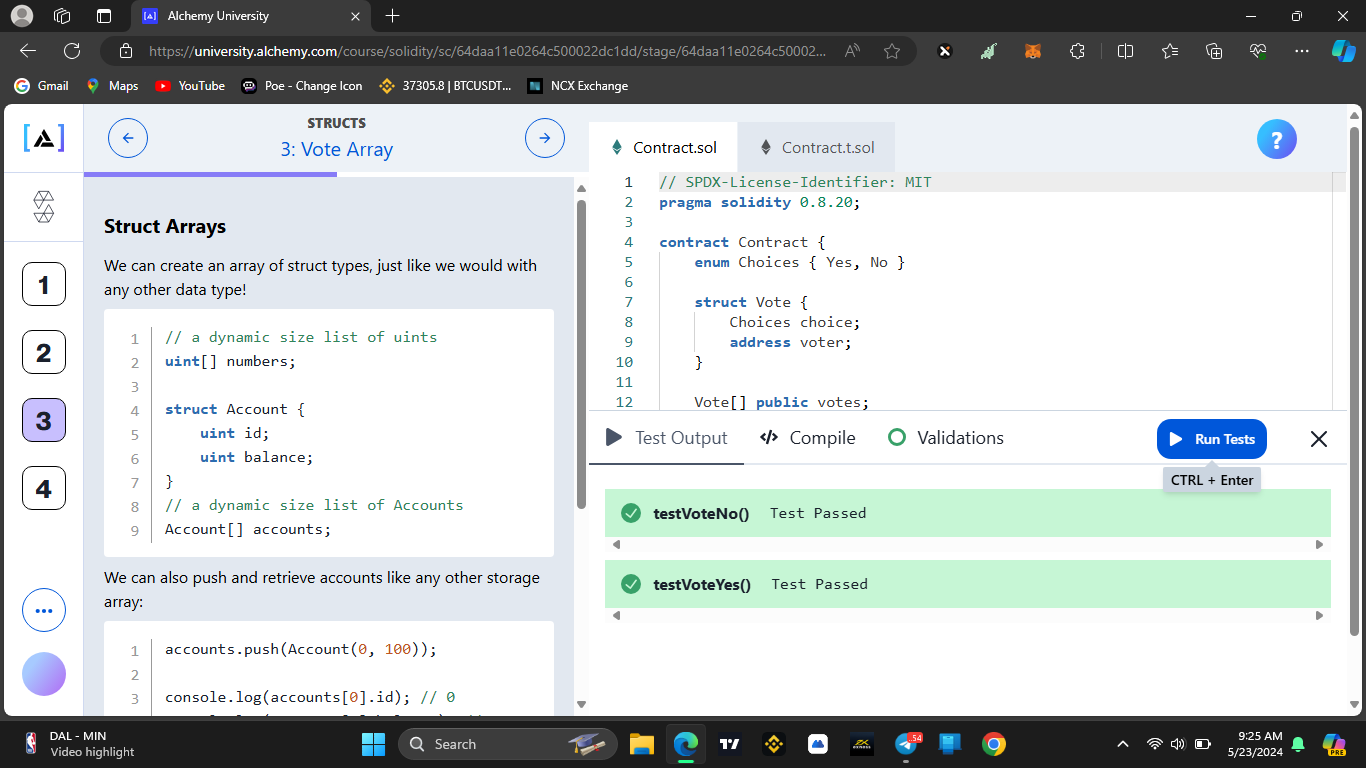 Alchemy University
https://university.alchemy.com/course/solidity/sc/64daa11e0264c500022dc1dd/stage/64daa11e0264c50002...
Gmail
Maps
YouTube
Poe - Change Icon
37305.8 | BTCUSDT...
NCX Exchange
STRUCTS
3: Vote Array
1
2
3
4
Struct Arrays
We can create an array of struct types, just like we would with
any other data type!
1 // a dynamic size list of uints
2 uint[] numbers;
3
4 struct Account {
5 uint id;
6 uint balance;
7 }
8 // a dynamic size list of Accounts
9 Account[] accounts;
We can also push and retrieve accounts like any other storage
array:
1 accounts.push(Account(0, 100));
2
3 console.log(accounts[0].id); // 0
Contract.sol
Contract.t.sol
?
1 // SPDX-License-Identifier: MIT
2 pragma solidity 0.8.20;
3
4 contract Contract {
5 enum Choices { Yes, No }
6
7 struct Vote {
8 Choices choice;
9 address voter;
10 }
11
12 Vote[] public votes;
Test Output
Compile
Validations
Run Tests
CTRL + Enter
testVoteNo() Test Passed
testVoteYes() Test Passed
DAL - MIN
Video highlight
Search
54
9:25 AM
5/23/2024
PRE